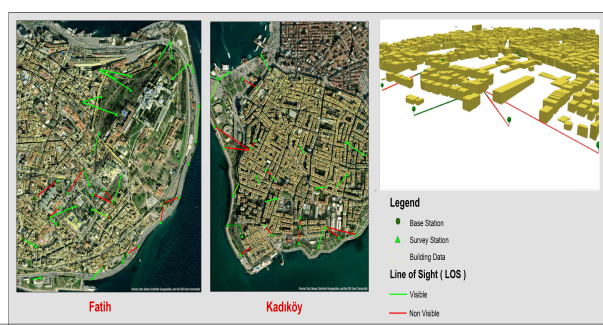 Legend
Base Station
Survey Station
Building Data
Line of Sight ( LOS )
Visible
Non Visible
Fatih
Kadıköy